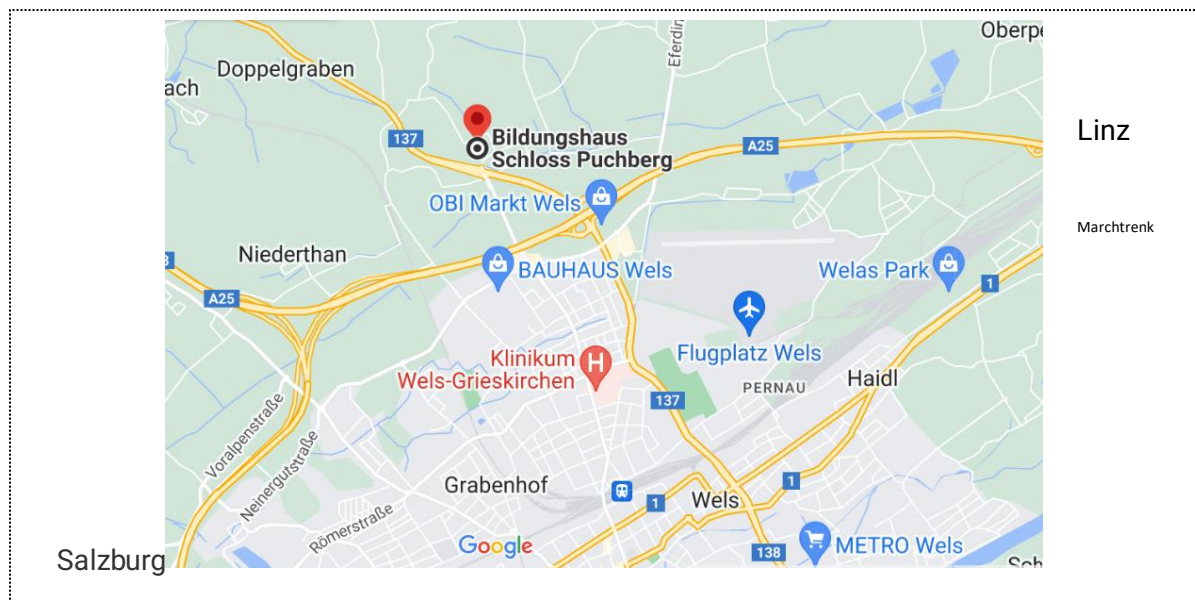 Oberpe
Doppelgraben
ach
Eferdin
137
Bildungshaus
Schloss Puchberg
A25
Linz
OBI Markt Wels
Marchtrenk
Niederthan
BAUHAUS Wels
Welas Park
1
A25
Flugplatz Wels
Klinikum
Wels-Grieskirchen
H
PERNAU
Haidl
137
Voralpenstraße
Neinergutstraße
Grabenhof
1
1
Wels
Römerstraße
Google
138
METRO Wels
Salzburg
Sch